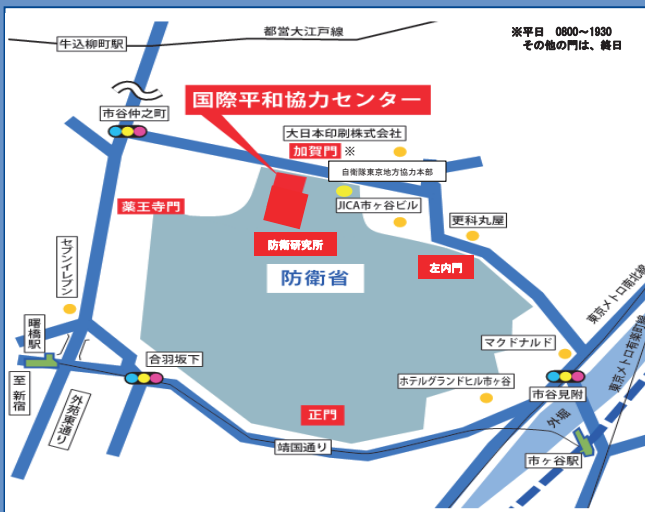 都営大江戸線
※平日　0800～1930
その他の門は、終日
牛込柳町駅
国際平和協力センター
市谷仲之町
大日本印刷株式会社
加賀門 ※
自衛隊東京地方協力本部
薬王寺門
JICA市ヶ谷ビル
更科丸屋
防衛研究所
防衛省
左内門
セブンイレブン
東京メトロ南北線
東京メトロ有楽町線
曙橋駅
マクドナルド
合羽坂下
至 新宿
ホテルグランドヒル市ヶ谷
市谷見附
外苑東通り
正門
外堀
靖国通り
市ヶ谷駅